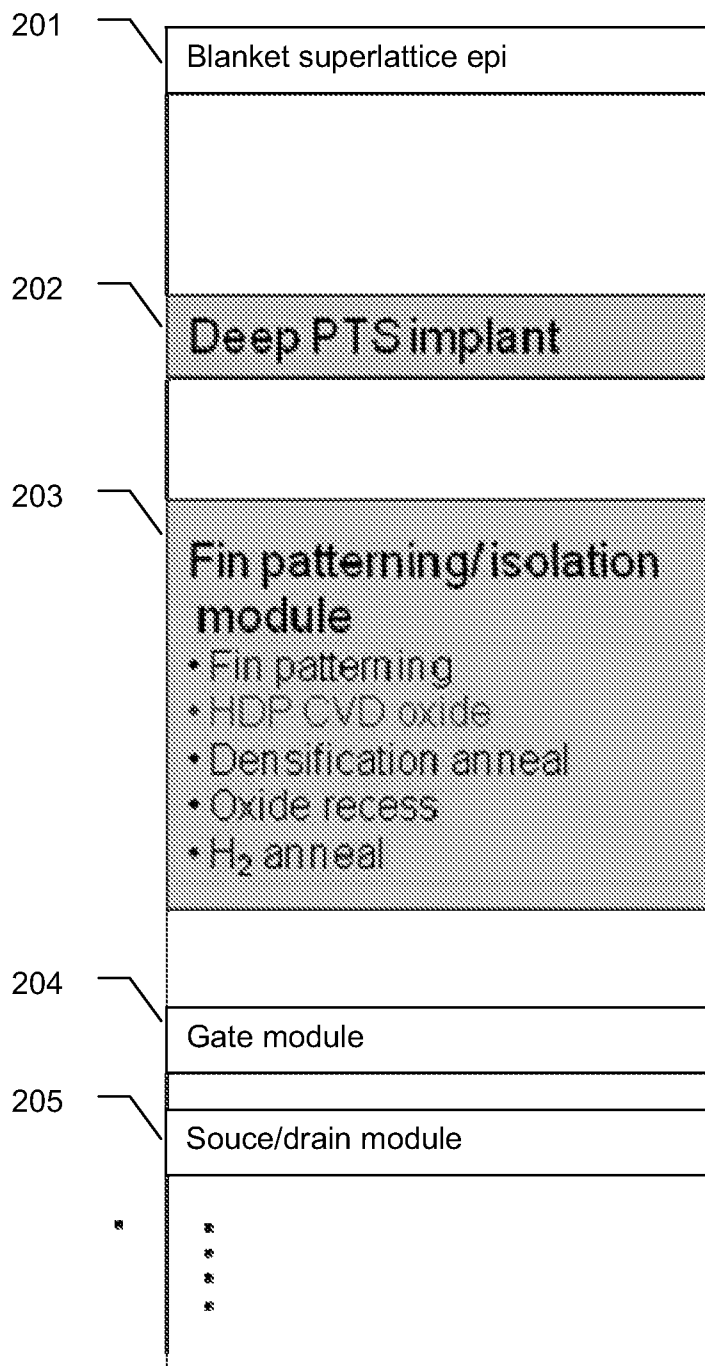 201
Blanket superlattice epi
202
Deep PTS implant
203
Fin patterning/isolation
module
• Fin patterning
• HDP CVD oxide
• Densification anneal
• Oxide recess
• H₂ anneal
204
Gate module
205
Souce/drain module